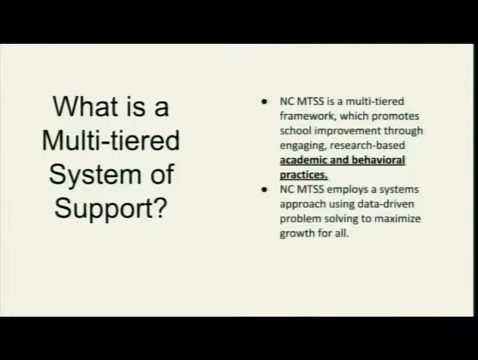 What is a
Multi-tiered
System of
Support?
● NC MTSS is a multi-tiered
framework, which promotes
school improvement through
engaging, research-based
academic and behavioral
practices.
● NC MTSS employs a systems
approach using data-driven
problem solving to maximize
growth for all.